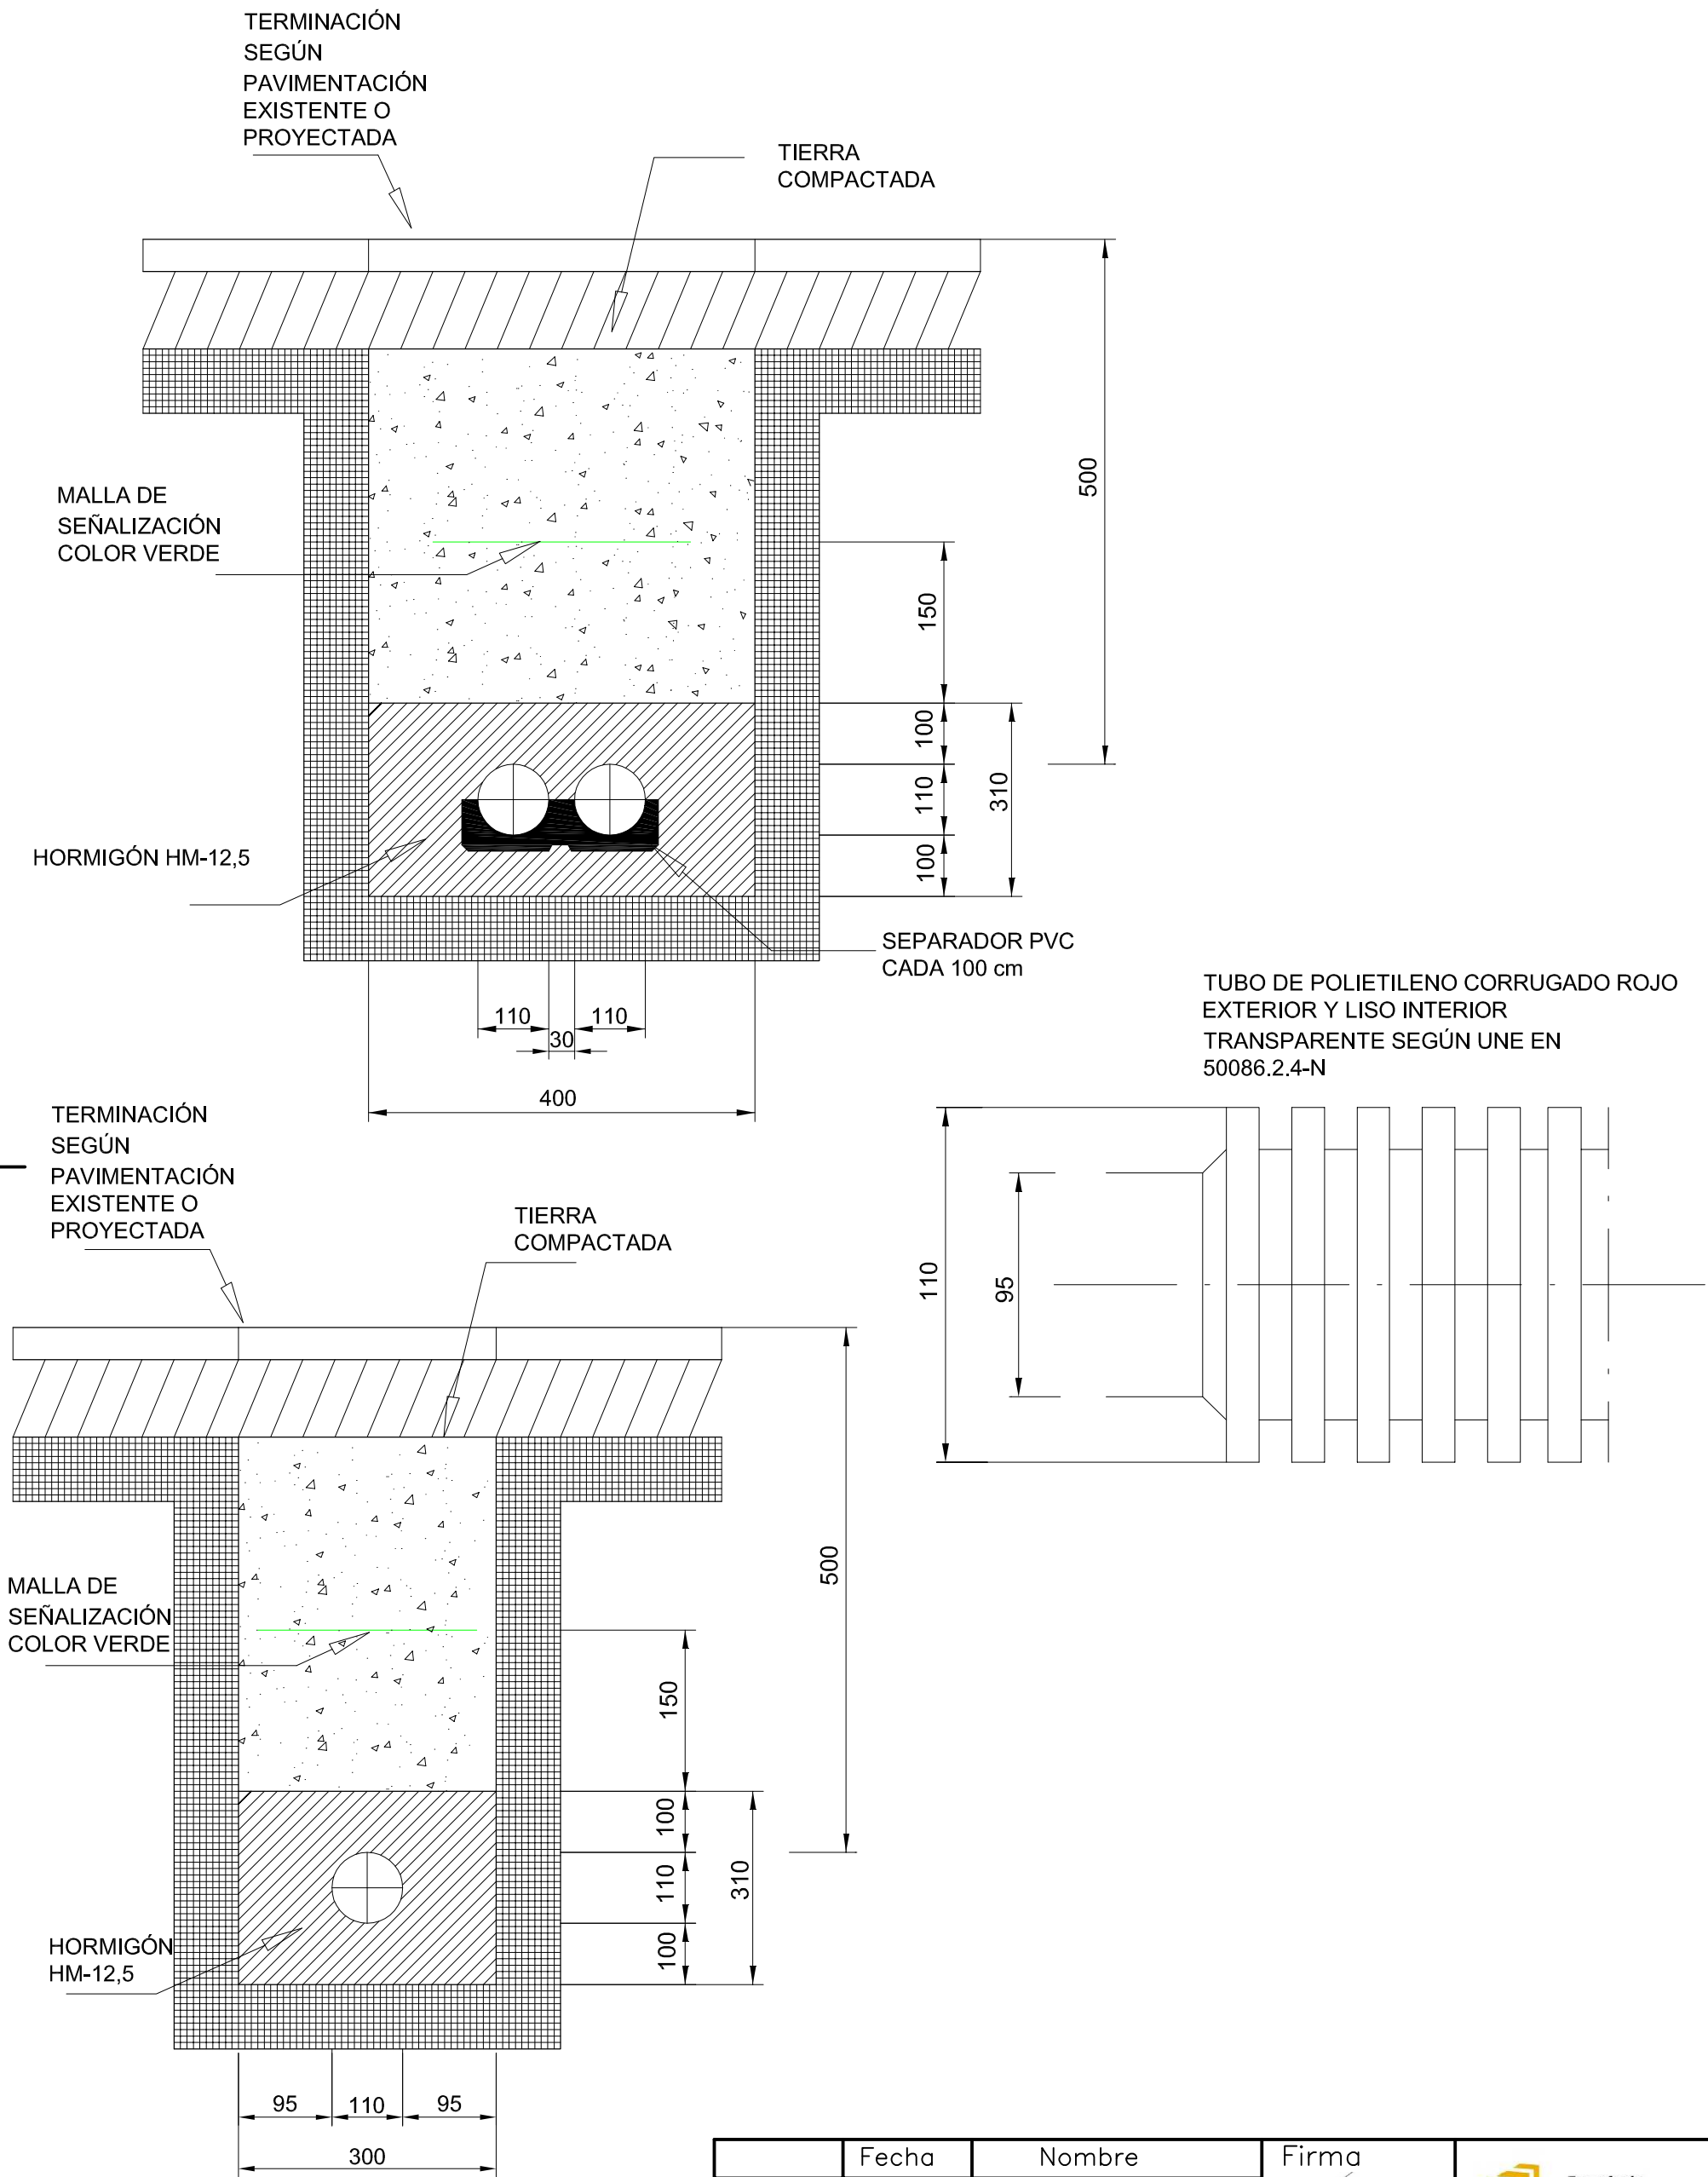 TERMINACIÓN
SEGÚN
PAVIMENTACIÓN
EXISTENTE O
PROYECTADA
TIERRA
COMPACTADA
500
MALLA DE
SEÑALIZACIÓN
COLOR VERDE
150
100
110
310
100
HORMIGÓN HM-12,5
SEPARADOR PVC
CADA 100 cm
110
110
30
400
TUBO DE POLIETILENO CORRUGADO ROJO
EXTERIOR Y LISO INTERIOR
TRANSPARENTE SEGÚN UNE EN
50086.2.4-N
110
95
TERMINACIÓN
SEGÚN
PAVIMENTACIÓN
EXISTENTE O
PROYECTADA
TIERRA
COMPACTADA
500
MALLA DE
SEÑALIZACIÓN
COLOR VERDE
150
100
110
310
100
HORMIGÓN
HM-12,5
95
110
95
300
Fecha
Nombre
Firma